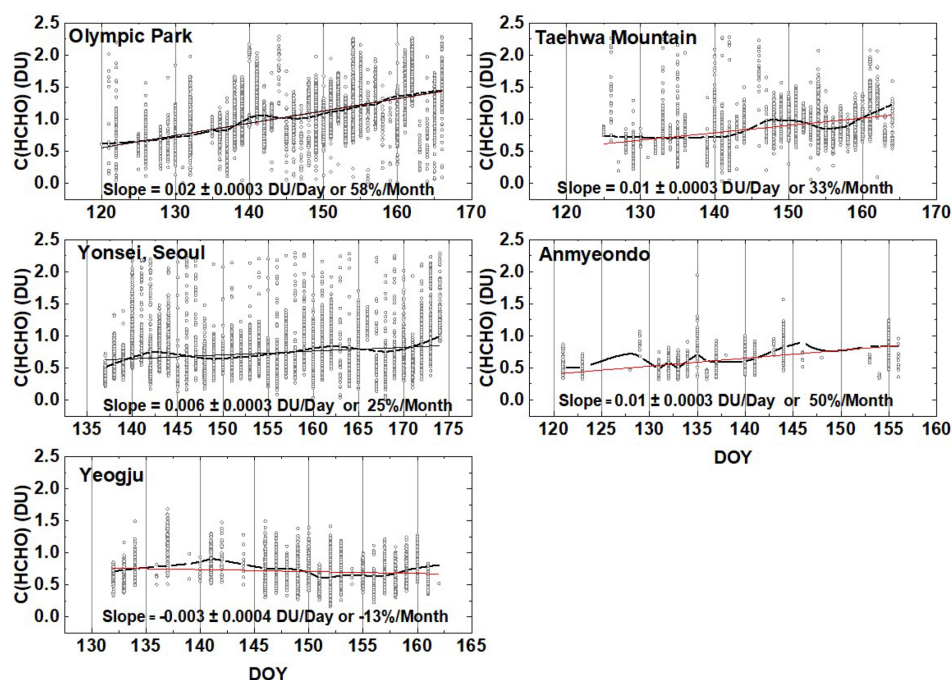 Olympic Park
C(HCHO) (DU)
2.5
2.0
1.5
1.0
0.5
0.0
Slope = 0.02 ± 0.0003 DU/Day or 58%/Month
120 130 140 150 160 170
Taehwa Mountain
C(HCHO) (DU)
2.5
2.0
1.5
1.0
0.5
0.0
Slope = 0.01 ± 0.0003 DU/Day or 33%/Month
120 130 140 150 160 170
Yonsei, Seoul
C(HCHO) (DU)
2.5
2.0
1.5
1.0
0.5
0.0
Slope = 0.006 ± 0.0003 DU/Day or 25%/Month
135 140 145 150 155 160 165 170 175
Anmyeondo
C(HCHO) (DU)
2.5
2.0
1.5
1.0
0.5
0.0
Slope = 0.01 ± 0.0003 DU/Day or 50%/Month
120 125 130 135 140 145 150 155 160
DOY
Yeogju
C(HCHO) (DU)
2.5
2.0
1.5
1.0
0.5
0.0
Slope = -0.003 ± 0.0004 DU/Day or -13%/Month
130 135 140 145 150 155 160 165
DOY